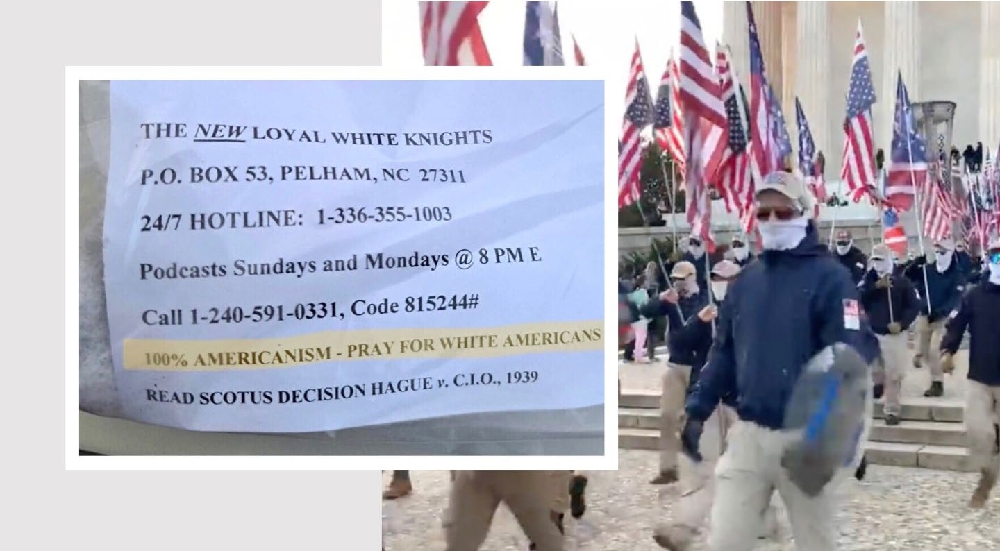 THE NEW LOYAL WHITE KNIGHTS
P.O. BOX 53, PELHAM, NC 27311
24/7 HOTLINE: 1-336-355-1003
Podcasts Sundays and Mondays @ 8 PM E
Call 1-240-591-0331, Code 815244#
100% AMERICANISM - PRAY FOR WHITE AMERICANS
READ SCOTUS DECISION HAGUE v. C.I.O., 1939